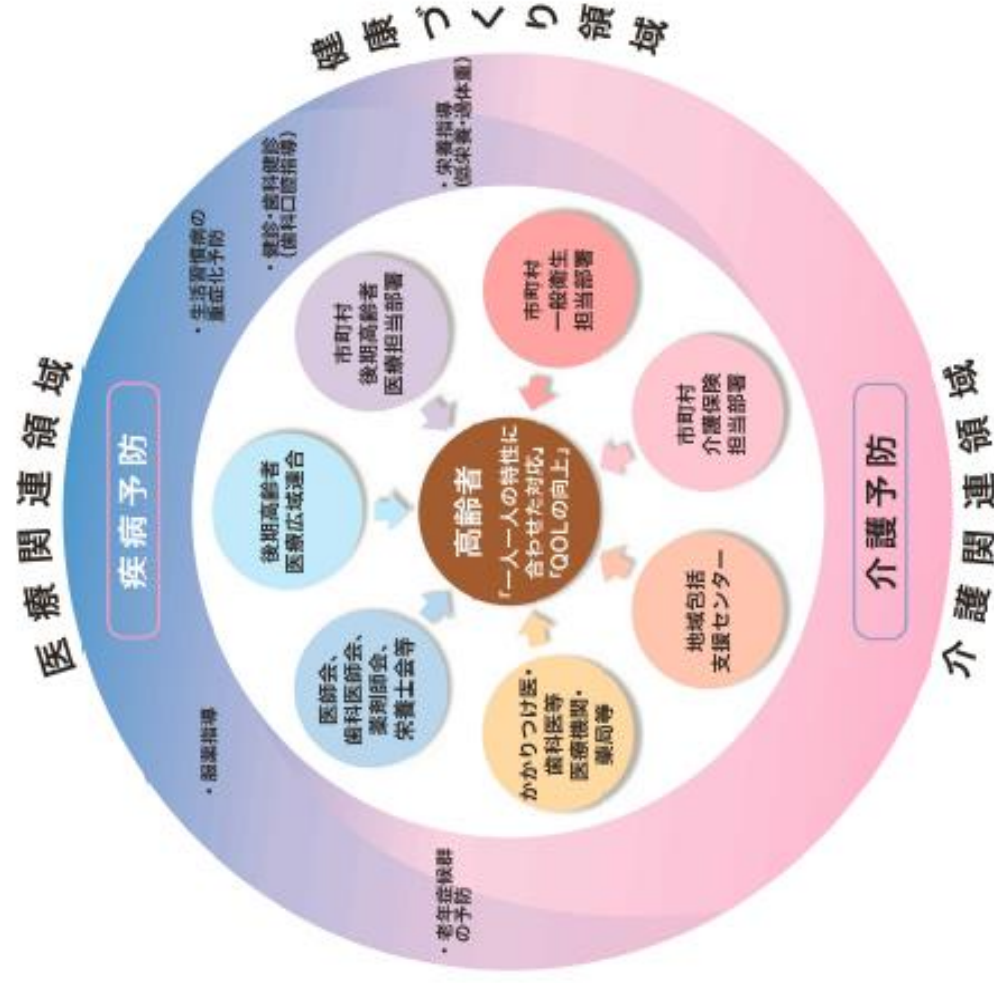 医療関連領域
疾病予防
・服薬指導
・生活習慣病の
重症化予防
・健診・歯科健診
(歯科口腔指導)
・栄養指導
(低栄養・過体重)
・老年症候群
の予防
健康づくり領域
後期高齢者
医療広域連合
医師会、
歯科医師会、
薬剤師会、
栄養士会等
市町村
後期高齢者
医療担当部署
高齢者
「一人一人の特性に
合わせた対応」
「QOLの向上」
かかりつけ医・
歯科医等
医療機関・
薬局等
市町村
一般衛生
担当部署
地域包括
支援センター
市町村
介護保険
担当部署
介護予防
介護関連領域